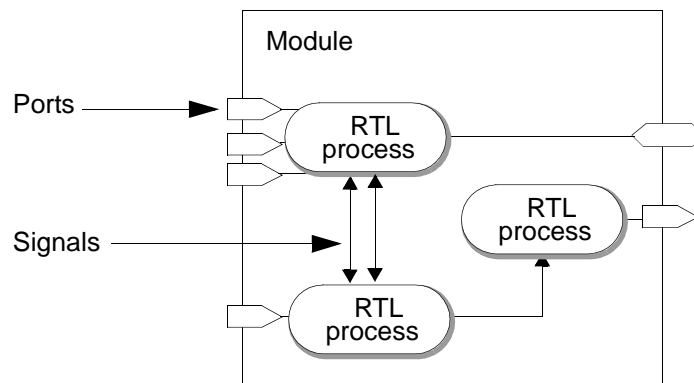 Module
Ports
RTL
process
RTL
process
Signals
RTL
process